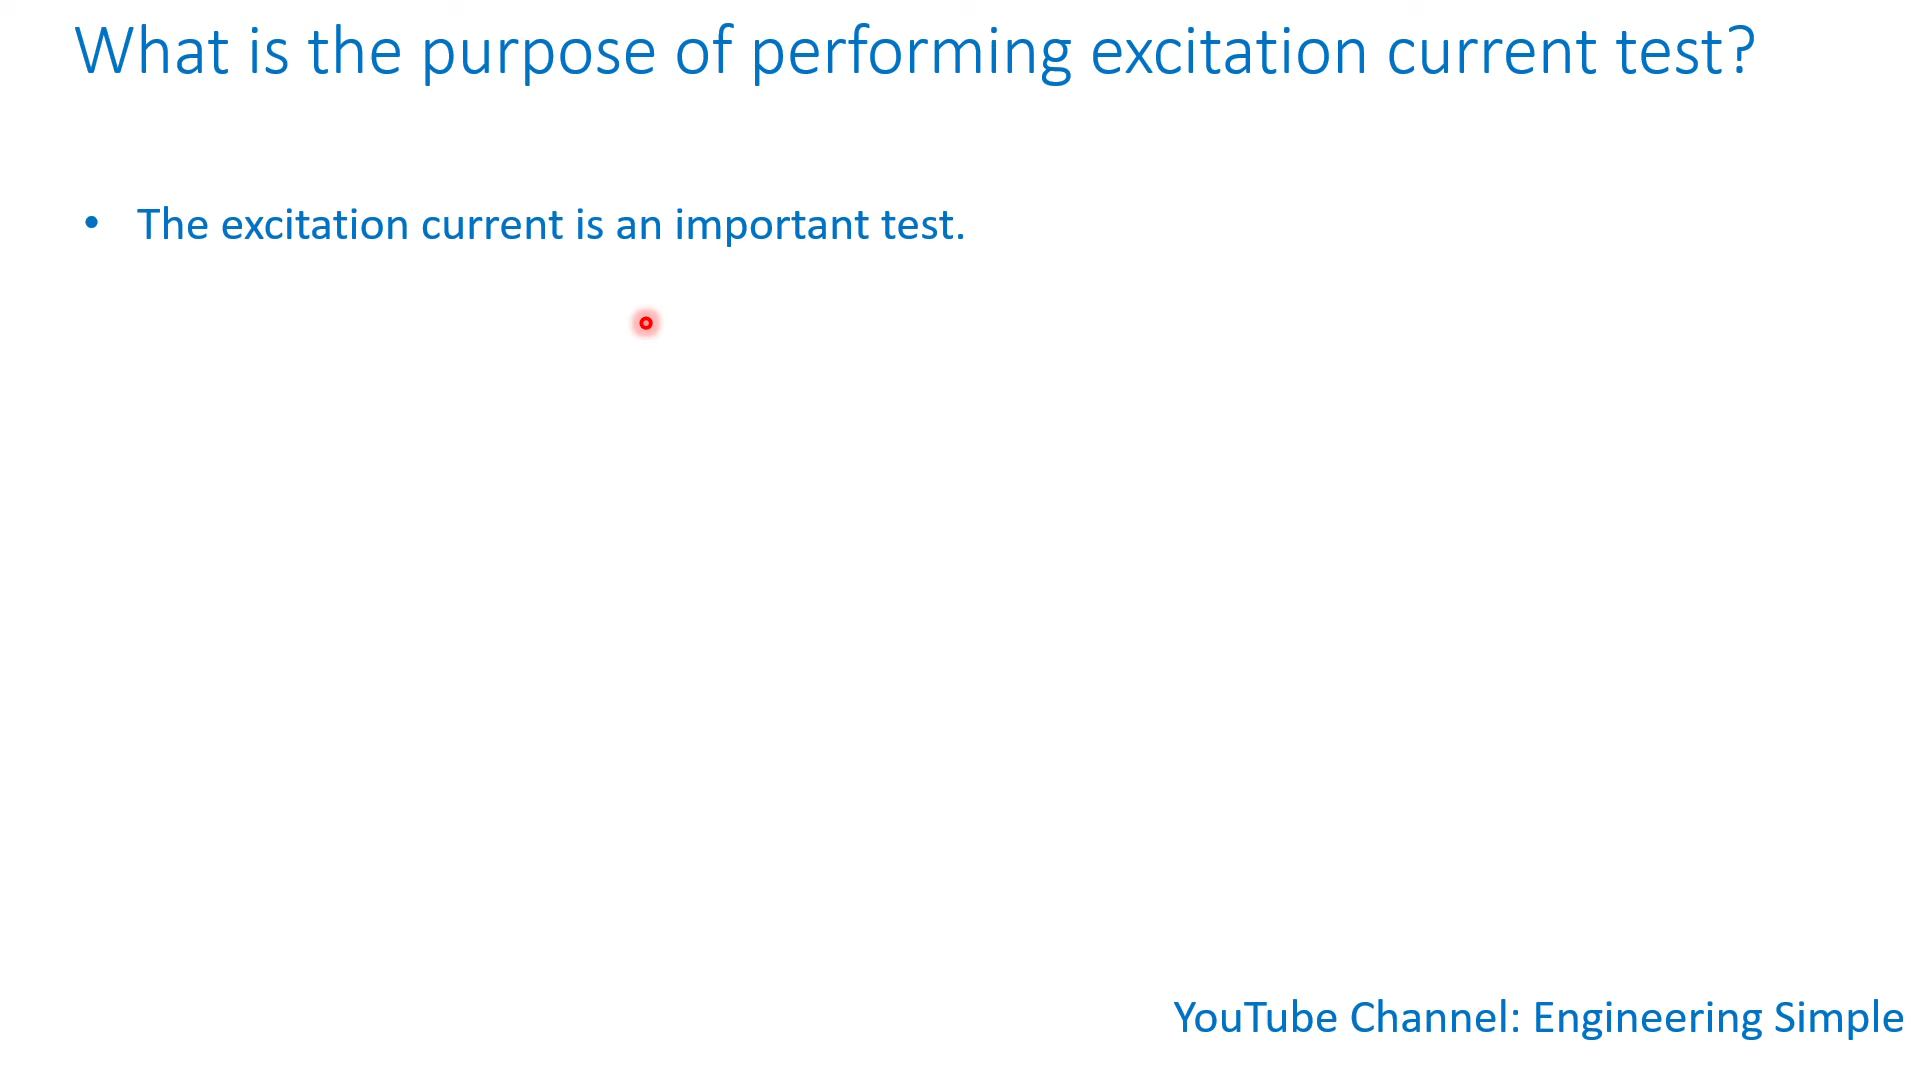 What is the purpose of performing excitation current test?
• The excitation current is an important test.
YouTube Channel: Engineering Simple